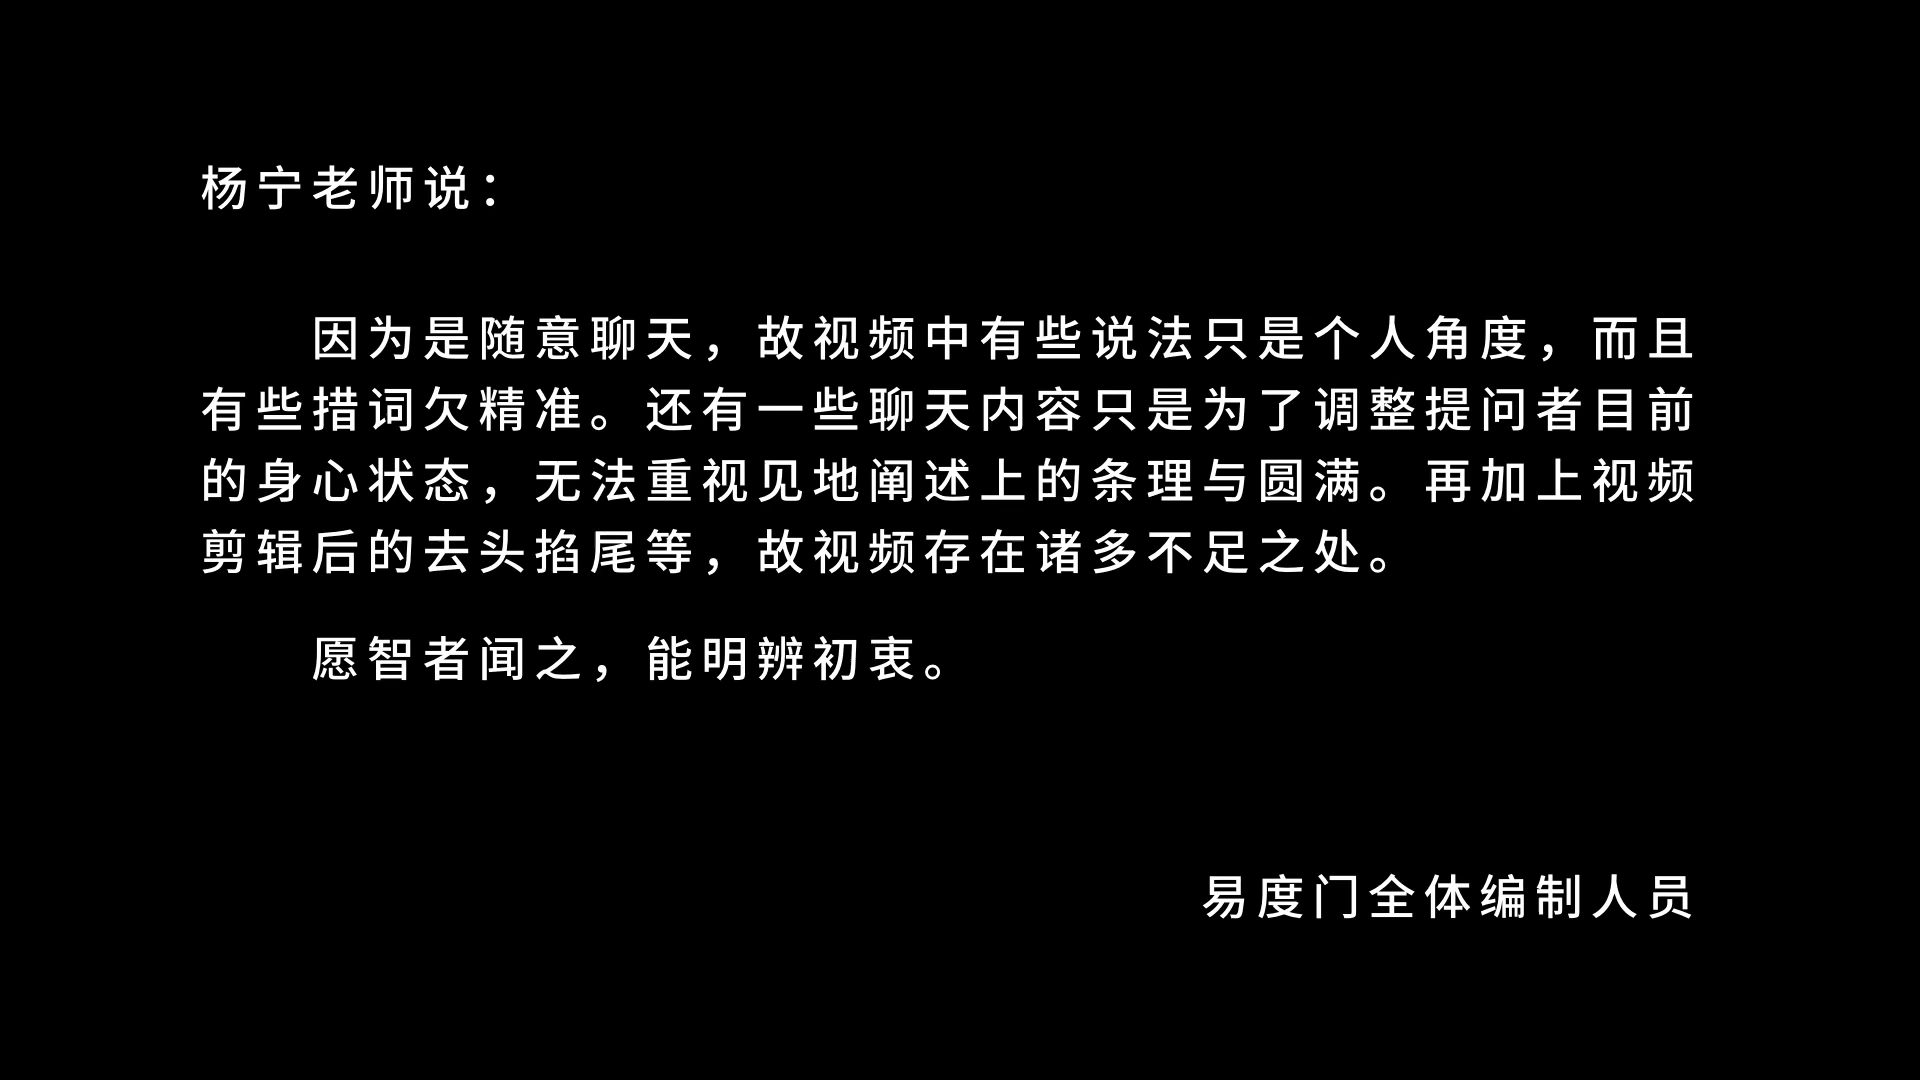 杨宁老师说：
因为是随意聊天，故视频中有些说法只是个人角度，而且
有些措词欠精准。还有一些聊天内容只是为了调整提问者目前
的身心状态，无法重视见地阐述上的条理与圆满。再加上视频
剪辑后的去头掐尾等，故视频存在诸多不足之处。
愿智者闻之，能明辨初衷。
易度门全体编制人员